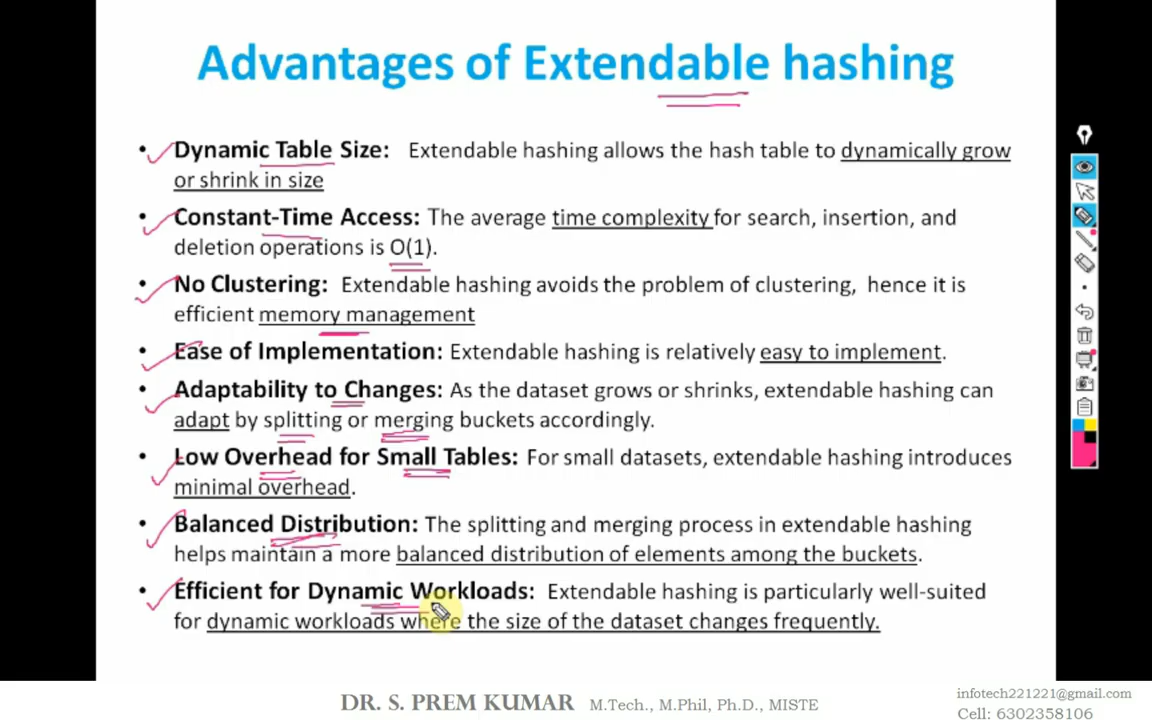 Advantages of Extendable hashing
• Dynamic Table Size: Extendable hashing allows the hash table to dynamically grow
or shrink in size
• Constant-Time Access: The average time complexity for search, insertion, and
deletion operations is O(1).
• No Clustering: Extendable hashing avoids the problem of clustering, hence it is
efficient memory management
• Ease of Implementation: Extendable hashing is relatively easy to implement.
• Adaptability to Changes: As the dataset grows or shrinks, extendable hashing can
adapt by splitting or merging buckets accordingly.
• Low Overhead for Small Tables: For small datasets, extendable hashing introduces
minimal overhead.
• Balanced Distribution: The splitting and merging process in extendable hashing
helps maintain a more balanced distribution of elements among the buckets.
• Efficient for Dynamic Workloads: Extendable hashing is particularly well-suited
for dynamic workloads where the size of the dataset changes frequently.
DR. S. PREM KUMAR M.Tech., M.Phil, Ph.D., MISTE
infotech221221@gmail.com
Cell: 6302358106